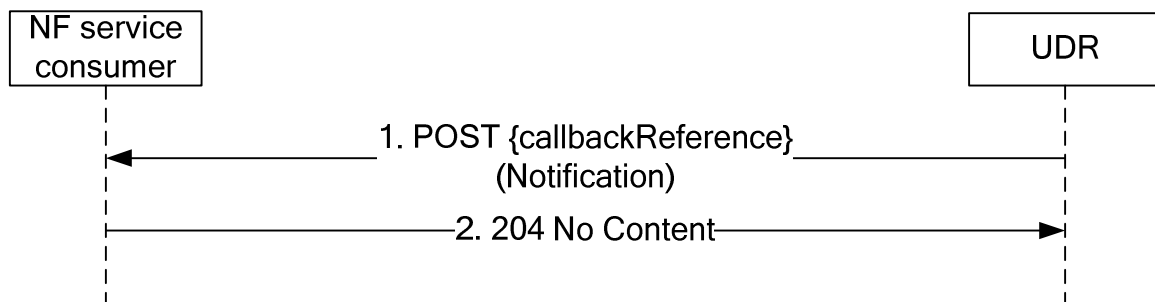 NF service
consumer
UDR
1. POST {callbackReference}
(Notification)
2. 204 No Content